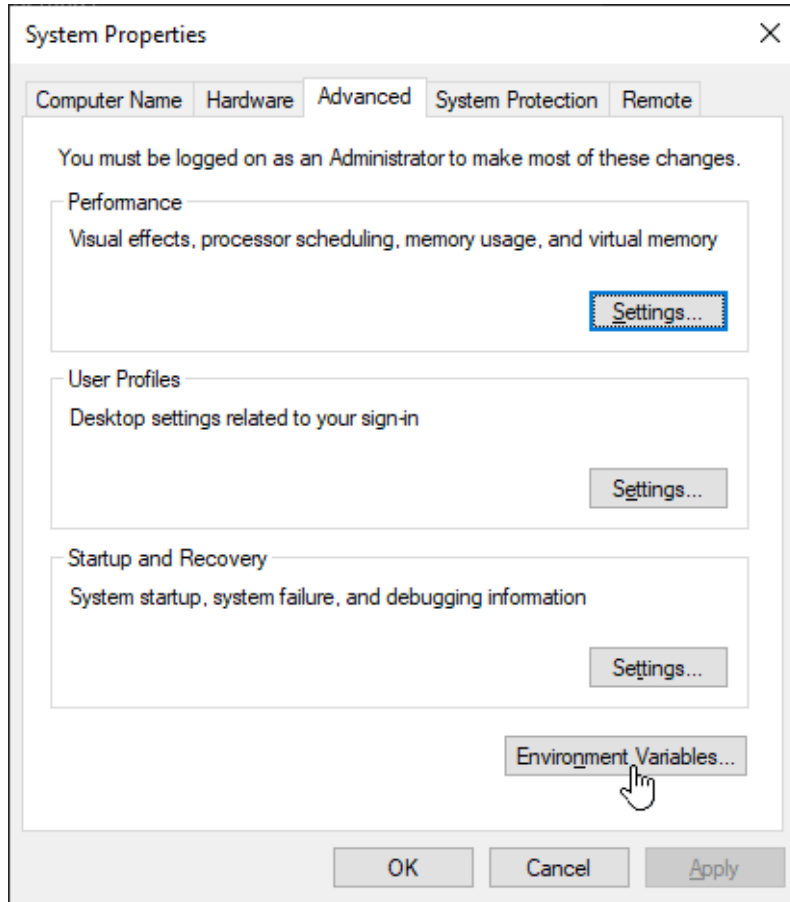 System Properties
Computer Name Hardware Advanced System Protection Remote
You must be logged on as an Administrator to make most of these changes.
Performance
Visual effects, processor scheduling, memory usage, and virtual memory
Settings...
User Profiles
Desktop settings related to your sign-in
Settings...
Startup and Recovery
System startup, system failure, and debugging information
Settings...
Environment Variables...
OK Cancel Apply